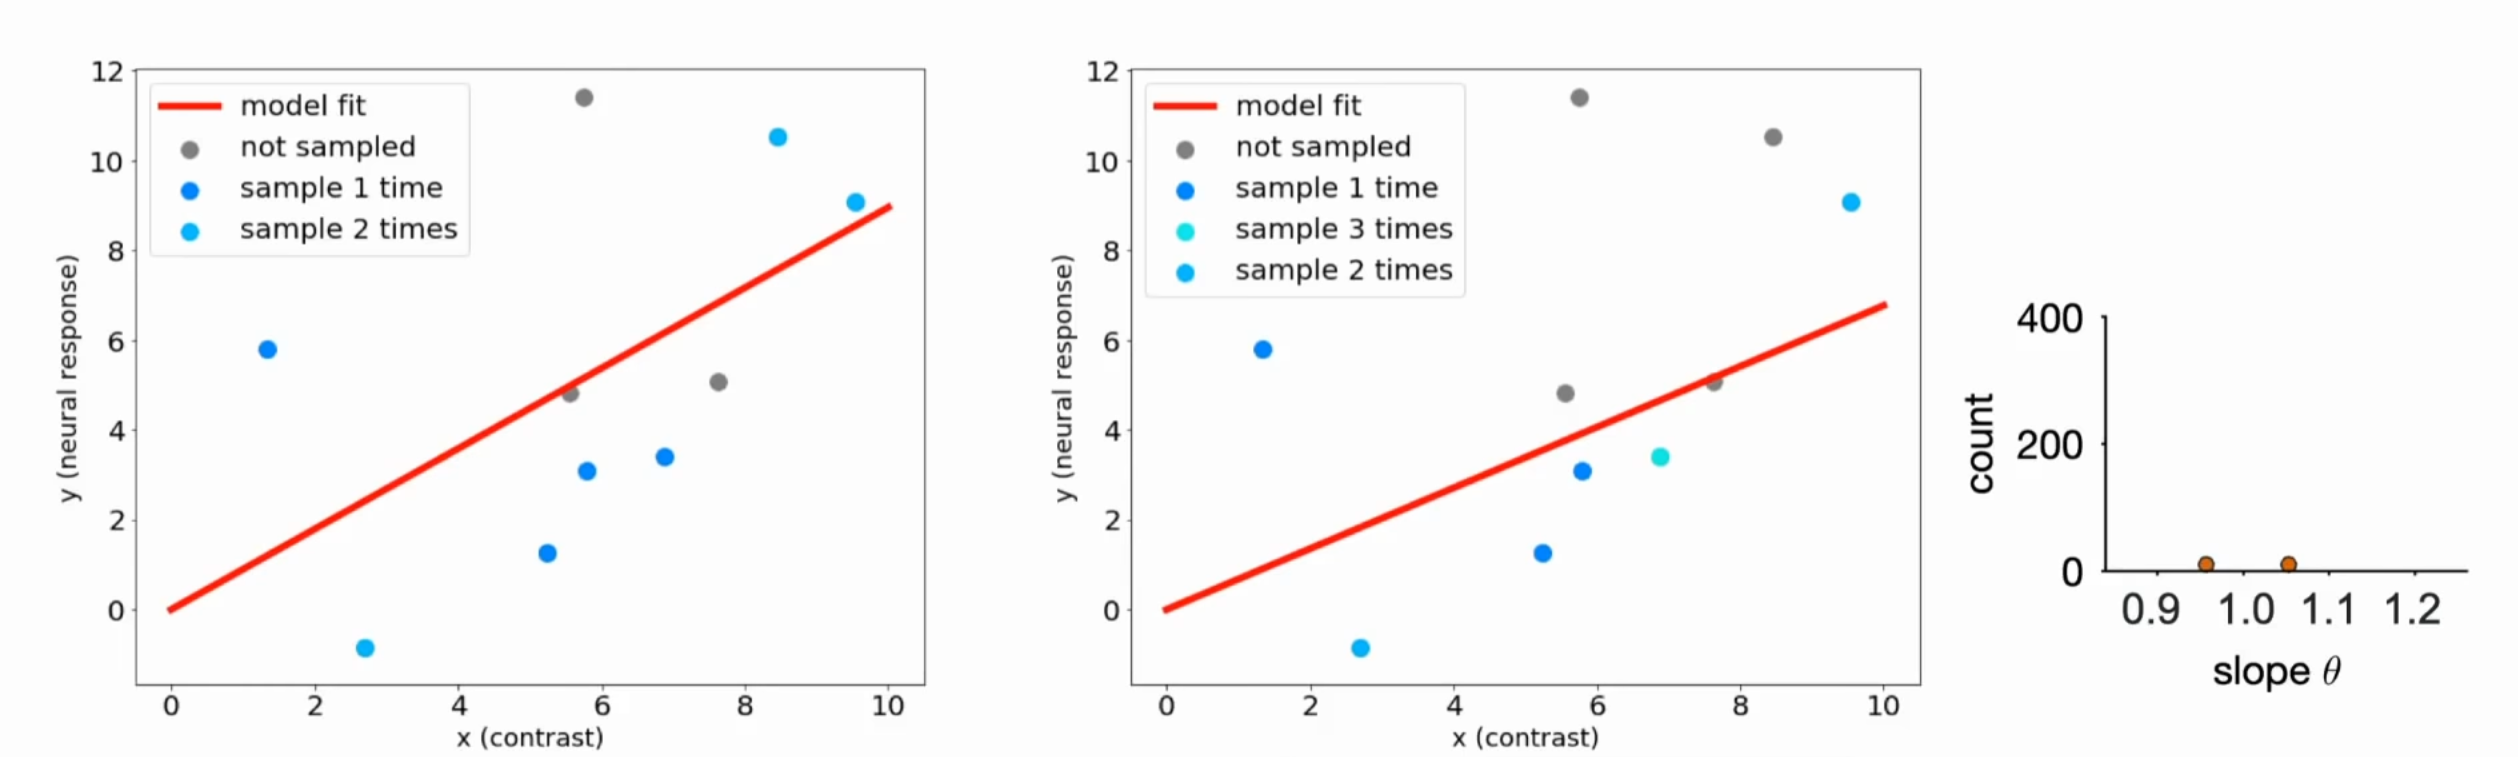 12
10
8
6
4
2
0
y (neural response)
model fit
not sampled
sample 1 time
sample 2 times
0 2 4 6 8 10
x (contrast)
12
10
8
6
4
2
0
y (neural response)
model fit
not sampled
sample 1 time
sample 3 times
sample 2 times
0 2 4 6 8 10
x (contrast)
400
200
0
count
0.9 1.0 1.1 1.2
slope θ